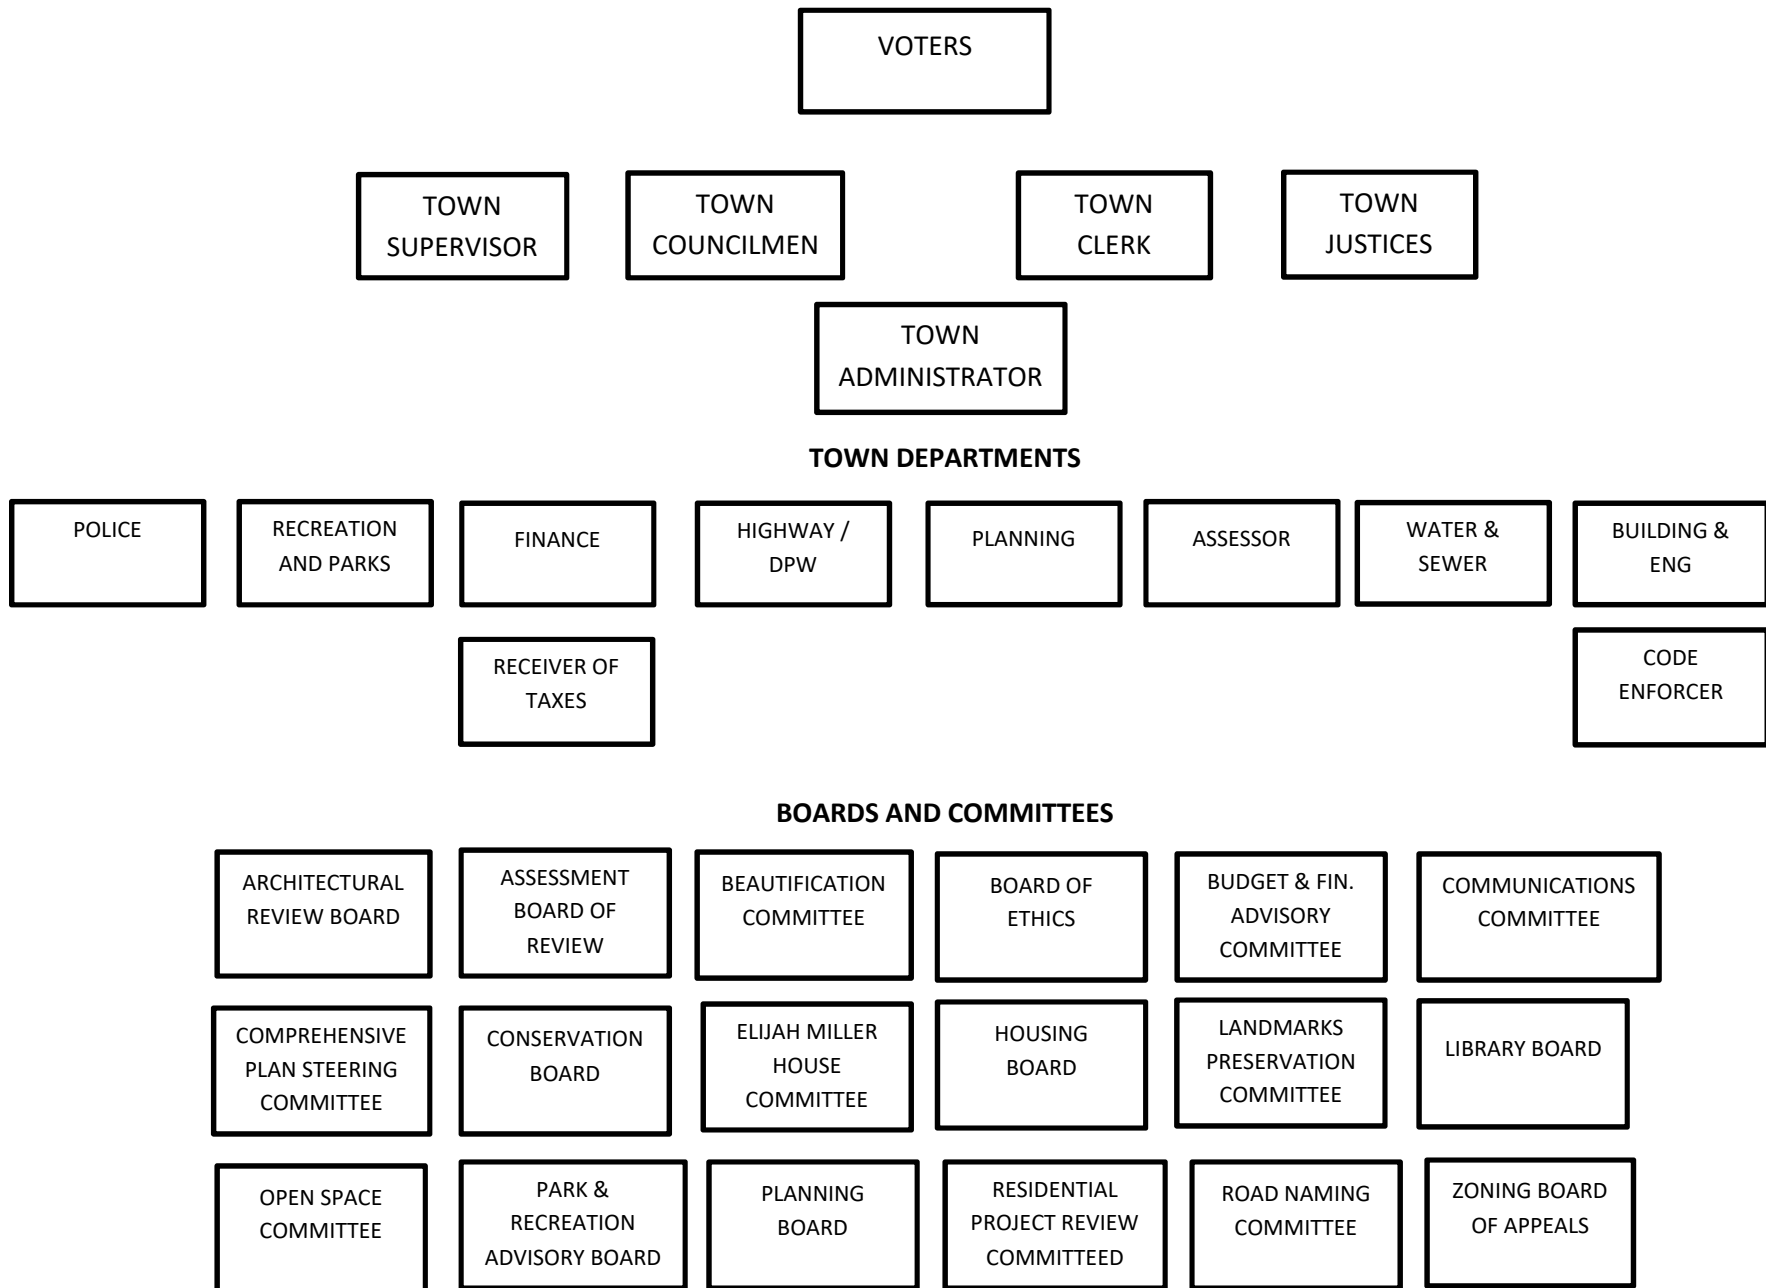 VOTERS
TOWN
SUPERVISOR
TOWN
COUNCILMEN
TOWN
CLERK
TOWN
JUSTICES
TOWN
ADMINISTRATOR
TOWN DEPARTMENTS
POLICE
RECREATION
AND PARKS
FINANCE
HIGHWAY /
DPW
PLANNING
ASSESSOR
WATER &
SEWER
BUILDING &
ENG
RECEIVER OF
TAXES
CODE
ENFORCER
BOARDS AND COMMITTEES
ARCHITECTURAL
REVIEW BOARD
ASSESSMENT
BOARD OF
REVIEW
BEAUTIFICATION
COMMITTEE
BOARD OF
ETHICS
BUDGET & FIN.
ADVISORY
COMMITTEE
COMMUNICATIONS
COMMITTEE
COMPREHENSIVE
PLAN STEERING
COMMITTEE
CONSERVATION
BOARD
ELIJAH MILLER
HOUSE
COMMITTEE
HOUSING
BOARD
LANDMARKS
PRESERVATION
COMMITTEE
LIBRARY BOARD
OPEN SPACE
COMMITTEE
PARK &
RECREATION
ADVISORY BOARD
PLANNING
BOARD
RESIDENTIAL
PROJECT REVIEW
COMMITTEED
ROAD NAMING
COMMITTEE
ZONING BOARD
OF APPEALS